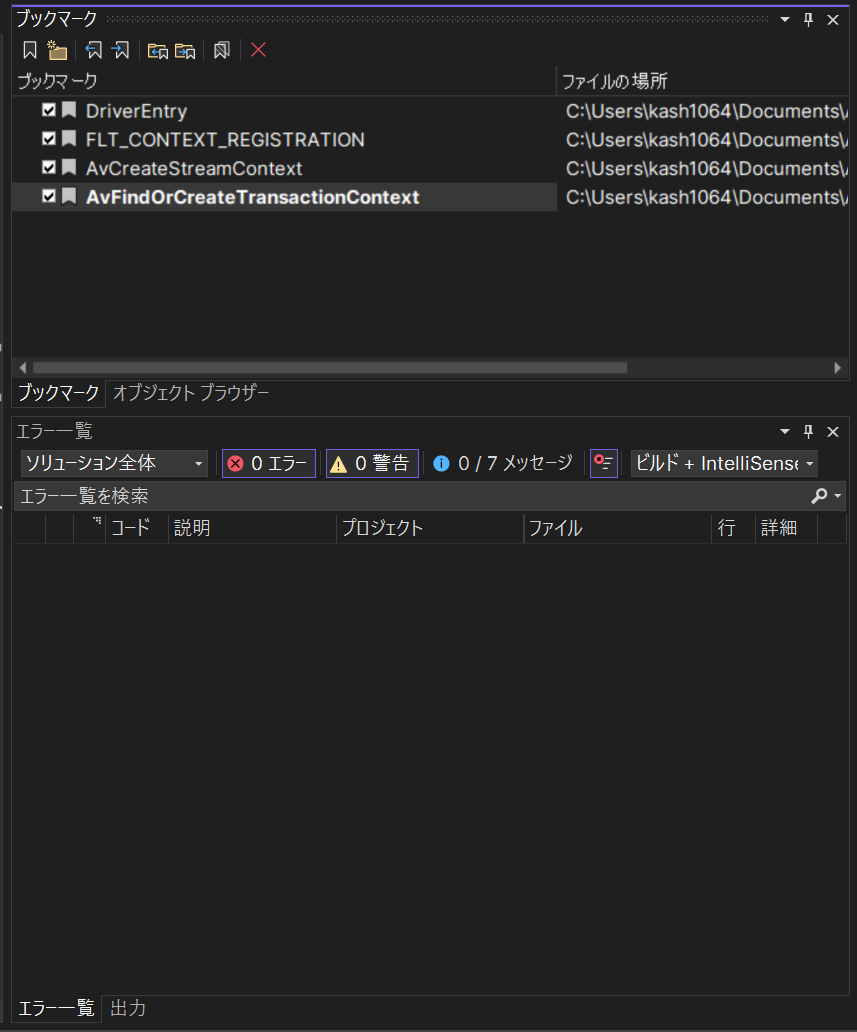 ブックマーク
ブックマーク ファイルの場所
DriverEntry C:\Users\kash1064\Documents\
FLT_CONTEXT_REGISTRATION C:\Users\kash1064\Documents\
AvCreateStreamContext C:\Users\kash1064\Documents\
AvFindOrCreateTransactionContext C:\Users\kash1064\Documents\
ブックマーク オブジェクト ブラウザー
エラー一覧
ソリューション全体 0 エラー 0 警告 0 / 7 メッセージ ビルド + IntelliSense
エラー一覧を検索
コード 説明 プロジェクト ファイル 行 詳細
エラー一覧 出力